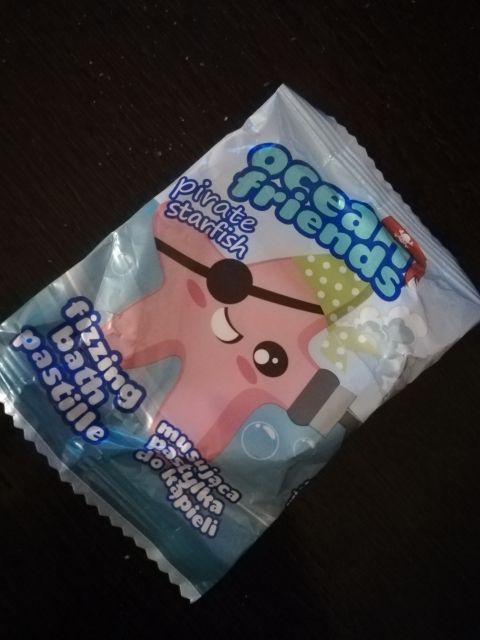 ocean
friends
pirate
starfish
fizzing
bath
pastille
musująca
pastylka
do kąpieli